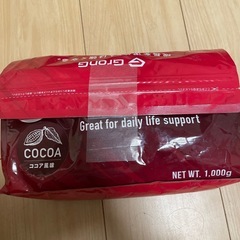 GronG
Great for daily life support
COCOA
ココア風味
NET WT. 1,000g